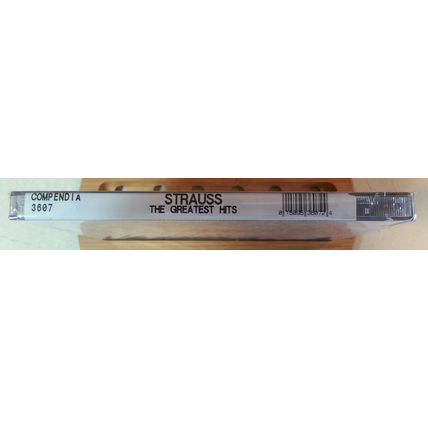 COMPENDIA
3607
STRAUSS
THE GREATEST HITS